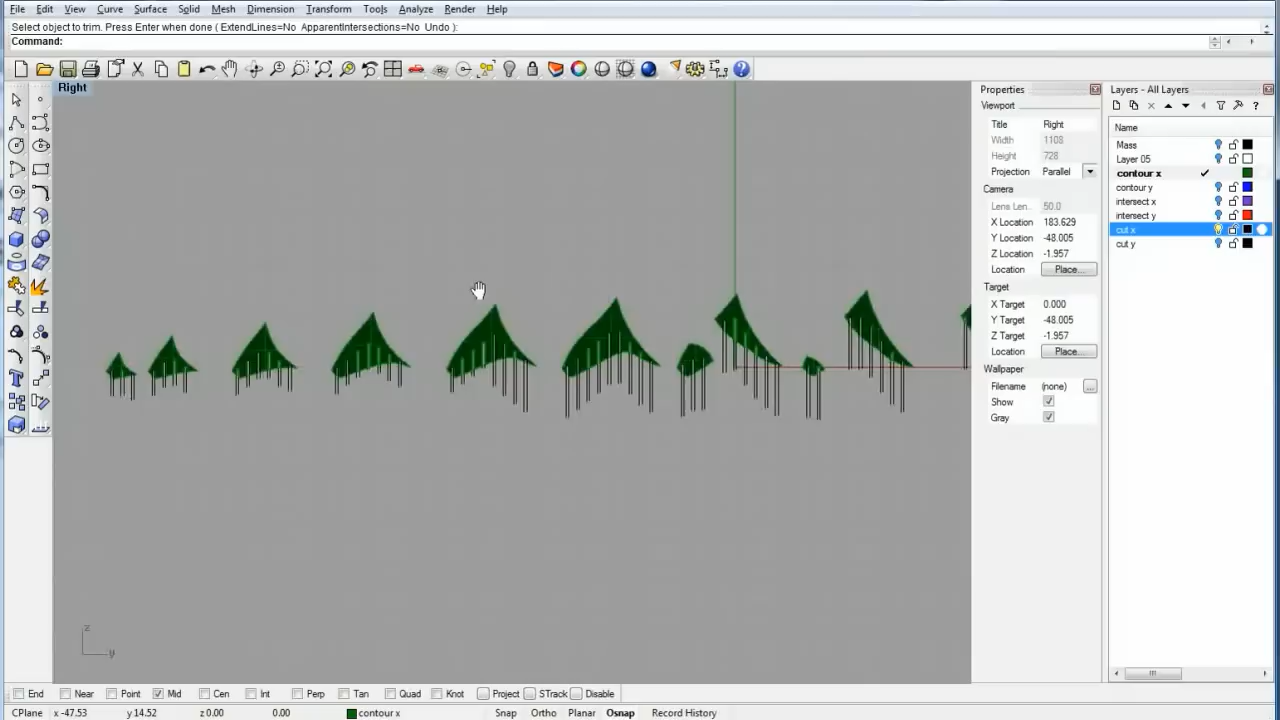 File Edit View Curve Surface Solid Mesh Dimension Transform Tools Analyze Render Help
Select object to trim. Press Enter when done ( ExtendLines=No ApparentIntersections=No Undo ):
Command:
Right
Properties
Viewport
Title Right
Width 1108
Height 728
Projection Parallel
Camera
Lens Len... 50.0
X Location 183.629
Y Location -48.005
Z Location -1.957
Location Place...
Target
X Target 0.000
Y Target -48.005
Z Target -1.957
Location Place...
Wallpaper
Filename (none) ...
Show
Gray
Layers - All Layers
Name
Mass
Layer 05
contour x
contour y
intersect x
intersect y
cut x
cut y
z
y
End Near Point Mid Cen Int Perp Tan Quad Knot Project STrack Disable
CPlane x -47.53 y 14.52 z 0.00 0.00 contour x Snap Ortho Planar Osnap Record History